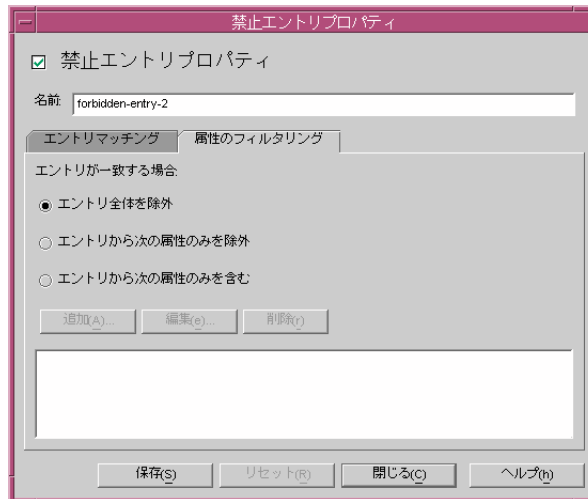 禁止エントリプロパティ
禁止エントリプロパティ
名前: forbidden-entry-2
エントリマッチング 属性のフィルタリング
エントリが一致する場合:
エントリ全体を除外
エントリから次の属性のみを除外
エントリから次の属性のみを含む
追加(A)... 編集(e)... 削除(r)
保存(S) リセット(R) 閉じる(C) ヘルプ(h)